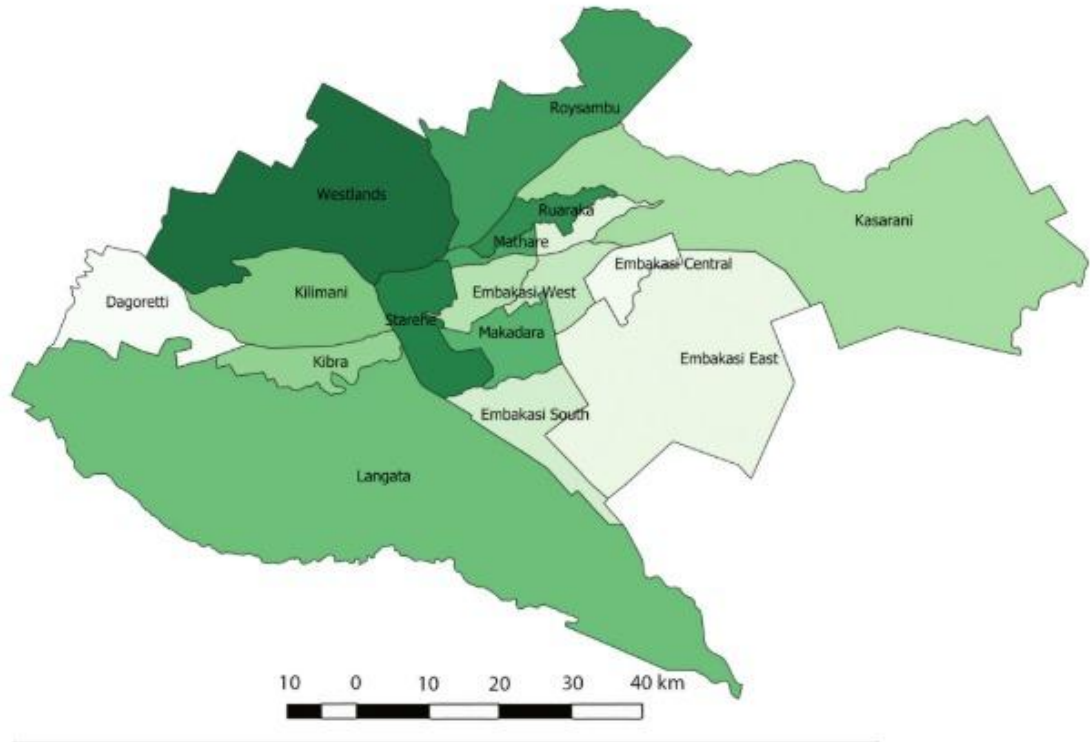 Roysambu
Westlands
Ruaraka
Kasarani
Mathare
Embakasi Central
Dagoretti
Kilimani
Embakasi West
Starehe
Makadara
Kibra
Embakasi East
Embakasi South
Langata
10 0 10 20 30 40 km